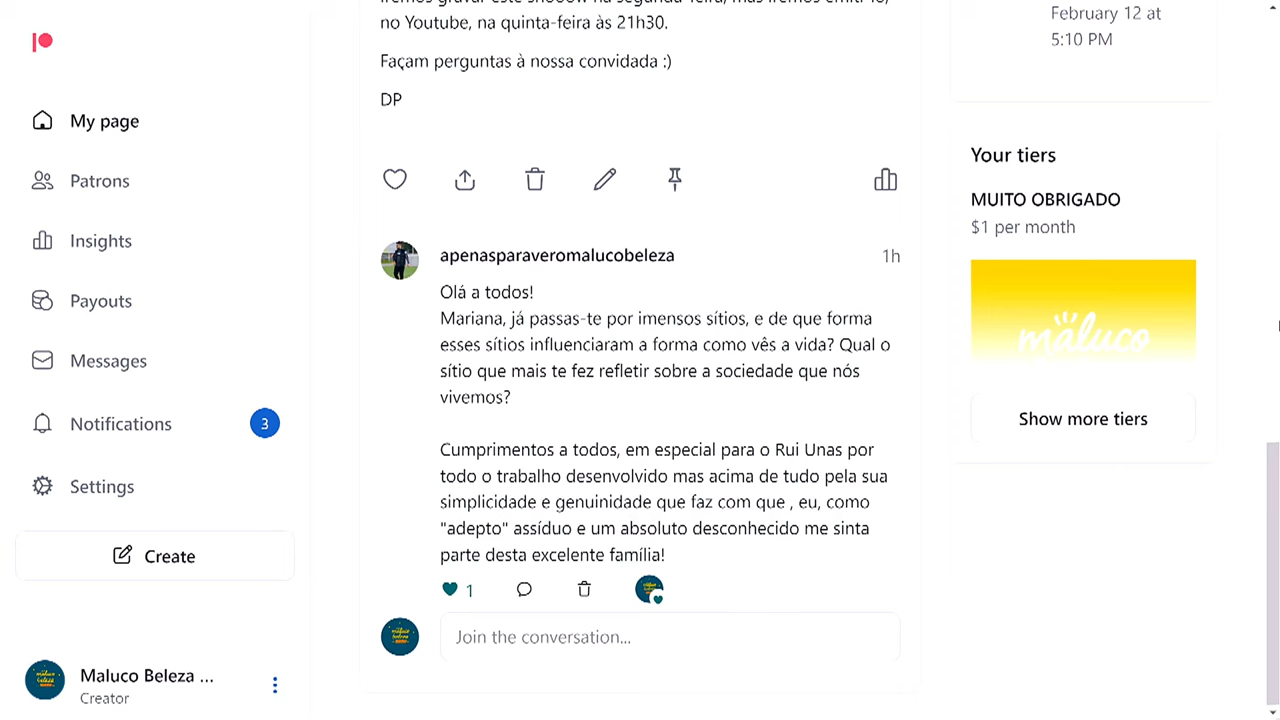 My page
Patrons
Insights
Payouts
Messages
Notifications
3
Settings
Create
Maluco Beleza ...
Creator
no Youtube, na quinta-feira às 21h30.
Façam perguntas à nossa convidada :)
DP
apenasparaveromalucobeleza
1h
Olá a todos!
Mariana, já passas-te por imensos sítios, e de que forma
esses sítios influenciaram a forma como vês a vida? Qual o
sítio que mais te fez refletir sobre a sociedade que nós
vivemos?
Cumprimentos a todos, em especial para o Rui Unas por
todo o trabalho desenvolvido mas acima de tudo pela sua
simplicidade e genuinidade que faz com que , eu, como
"adepto" assíduo e um absoluto desconhecido me sinta
parte desta excelente família!
1
Join the conversation...
February 12 at
5:10 PM
Your tiers
MUITO OBRIGADO
$1 per month
maluco
Show more tiers